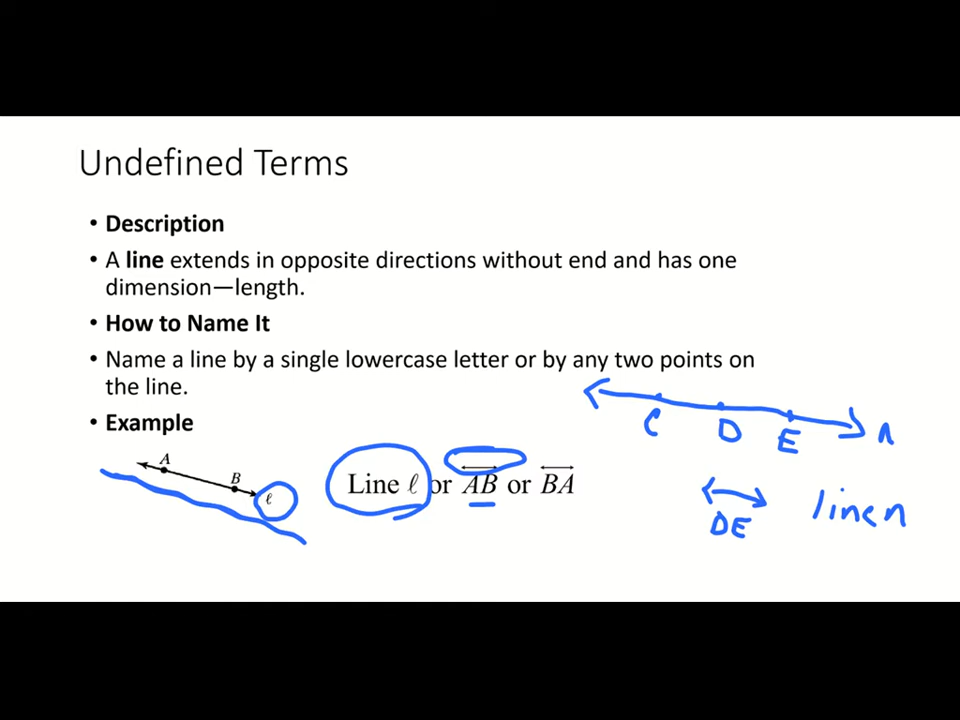 Undefined Terms
• Description
• A line extends in opposite directions without end and has one
dimension—length.
• How to Name It
• Name a line by a single lowercase letter or by any two points on
the line.
• Example
A
B
ℓ
Line ℓ or AB or BA
C
D
E
n
DE
line n